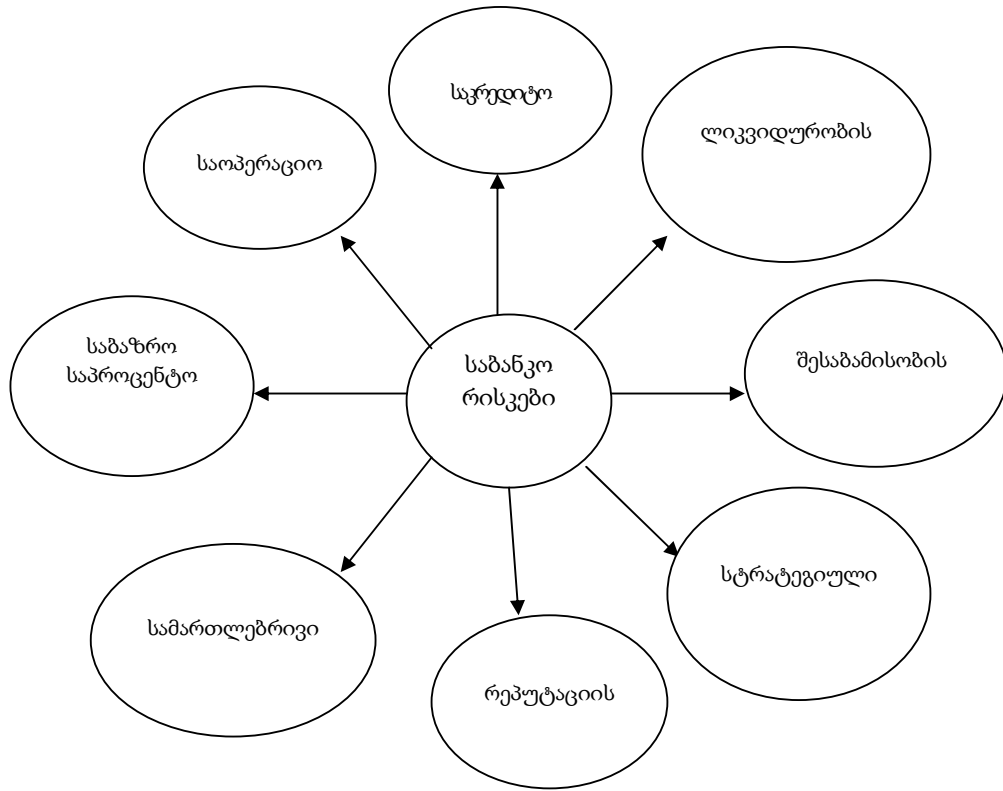 საკრედიტო
ლიკვიდურობის
საოპერაციო
საბაზრო
საპროცენტო
საბანკო
რისკები
შესაბამისობის
სტრატეგიული
სამართლებრივი
რეპუტაციის